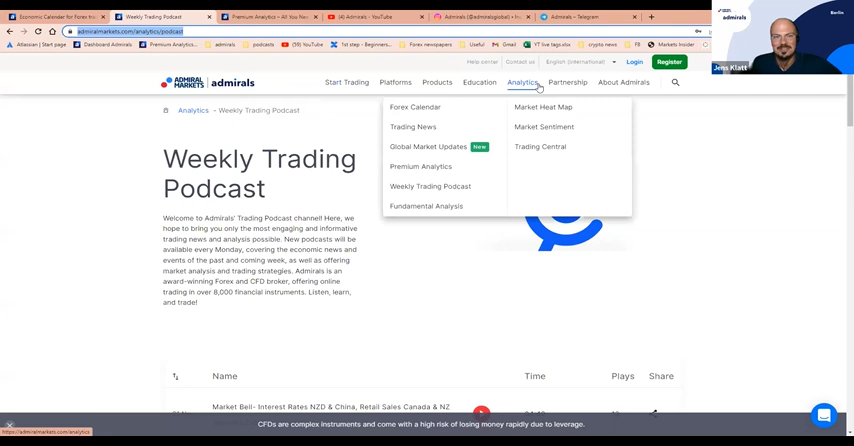 Economic Calendar for Forex Inv
Weekly Trading Podcast
Premium Analytics – All You Nee
(4) Admirals - YouTube
Admirals (@admiralsglobal) • Ins
Admirals – Telegram
admiralmarkets.com/analytics/podcast
Atlassian | Start page
Dashboard Admirals
Premium Analytics...
admirals
podcasts
(59) YouTube
1st step - Beginners...
Forex newspapers
Useful
Gmail
YT live tags.xlsx
crypto news
FB
Markets Insider
Berlin
Jens Klatt
Help center
Contact us
English (International)
Login
Register
ADMIRAL MARKETS | admirals
Start Trading
Platforms
Products
Education
Analytics
Partnership
About Admirals
Analytics
Weekly Trading Podcast
Forex Calendar
Market Heat Map
Trading News
Market Sentiment
Global Market Updates New
Trading Central
Premium Analytics
Weekly Trading Podcast
Fundamental Analysis
Weekly Trading
Podcast
Welcome to Admirals' Trading Podcast channel! Here, we
hope to bring you only the most engaging and informative
trading news and analysis possible. New podcasts will be
available every Monday, covering the economic news and
events of the past and coming week, as well as offering
market analysis and trading strategies. Admirals is an
award-winning Forex and CFD broker, offering online
trading in over 8,000 financial instruments. Listen, learn,
and trade!
Name
Time
Plays
Share
Market Bell- Interest Rates NZD & China, Retail Sales Canada & NZ
CFDs are complex instruments and come with a high risk of losing money rapidly due to leverage.
https://admiralmarkets.com/analytics